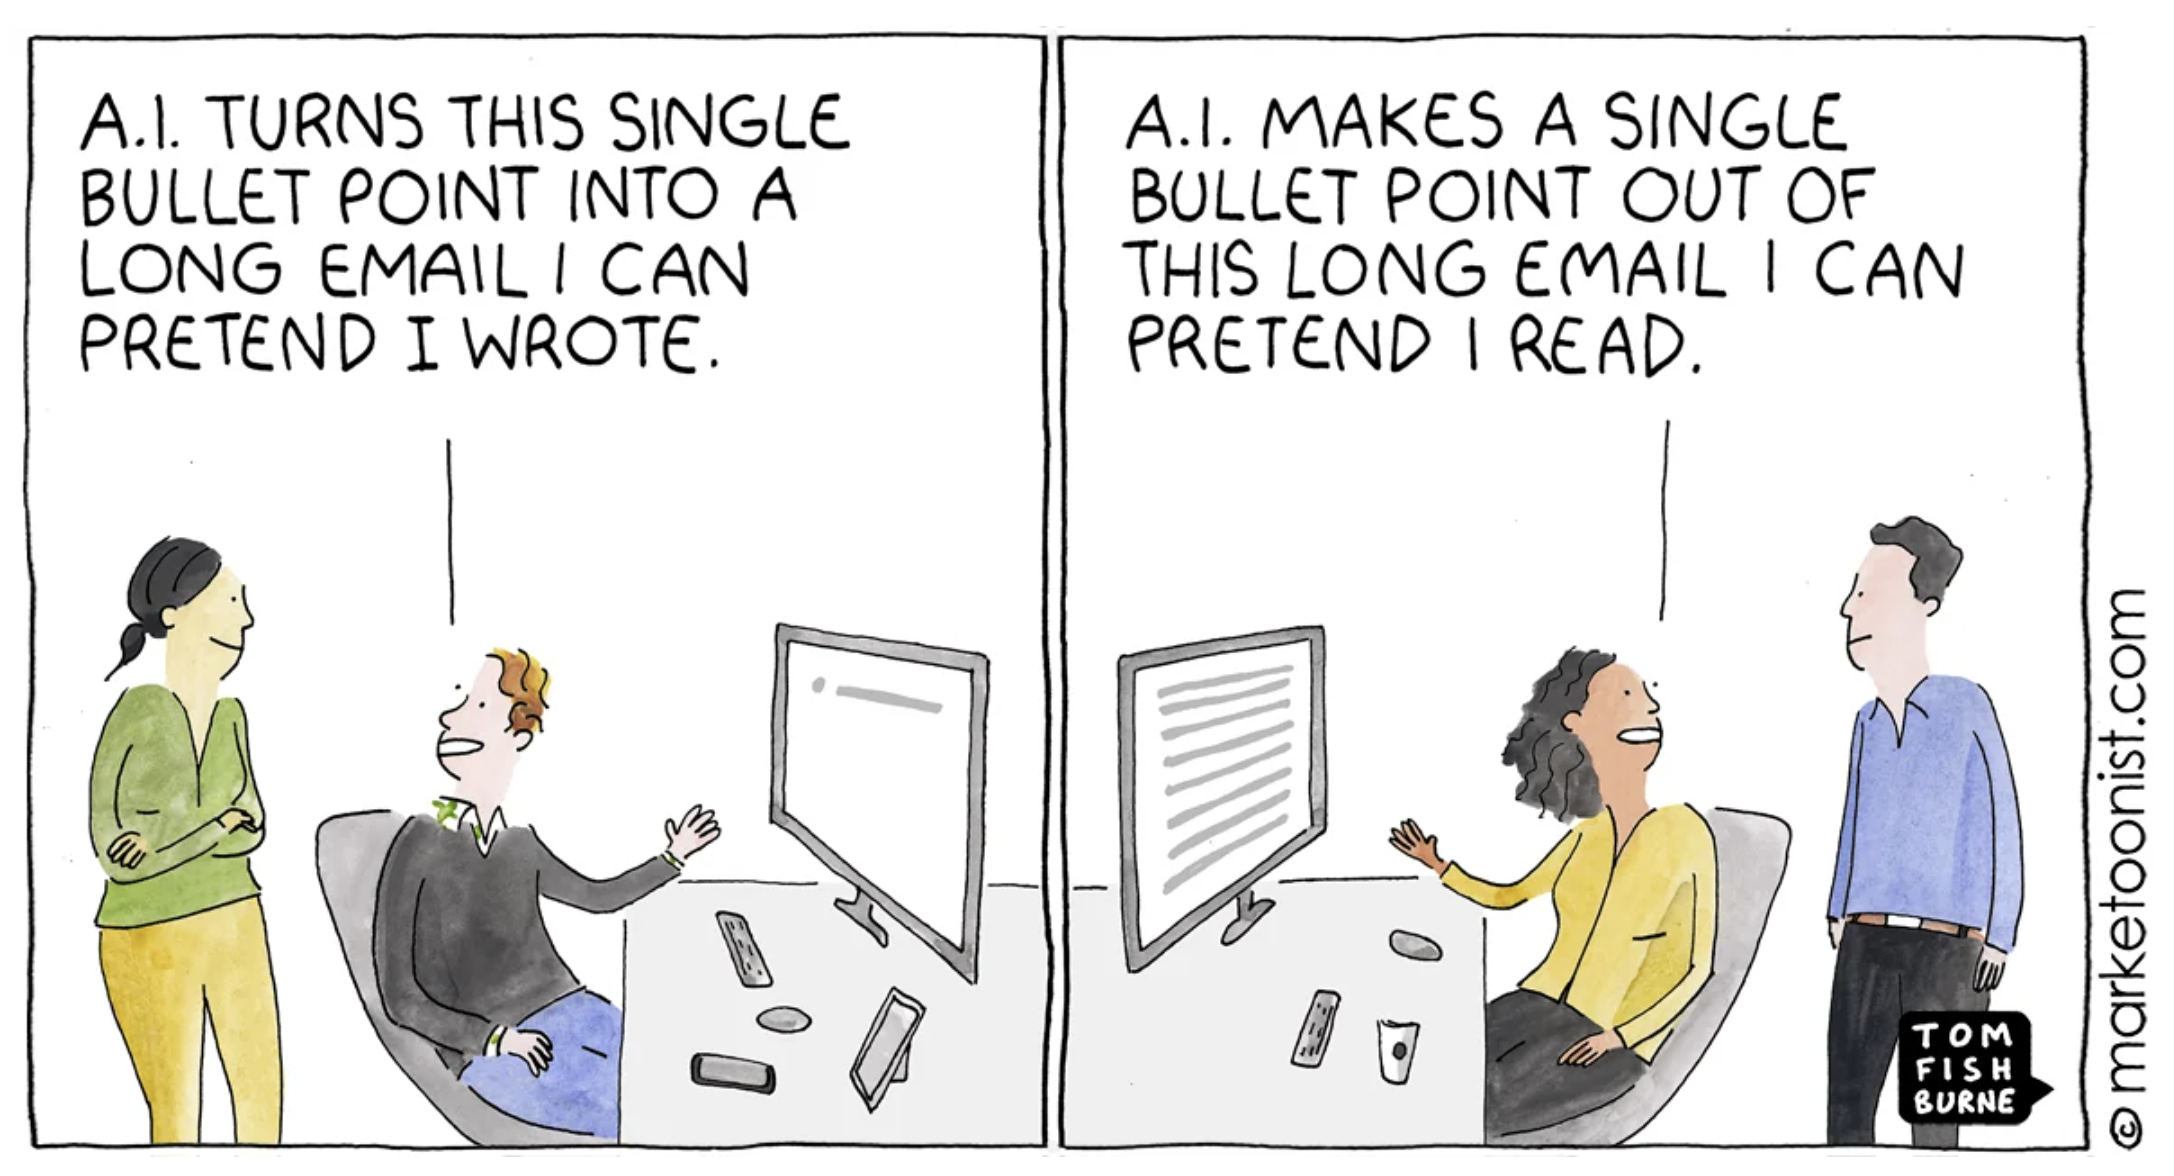 A.I. TURNS THIS SINGLE
BULLET POINT INTO A
LONG EMAIL I CAN
PRETEND I WROTE.
A.I. MAKES A SINGLE
BULLET POINT OUT OF
THIS LONG EMAIL I CAN
PRETEND I READ.
TOM
FISH
BURNE
© marketoonist.com